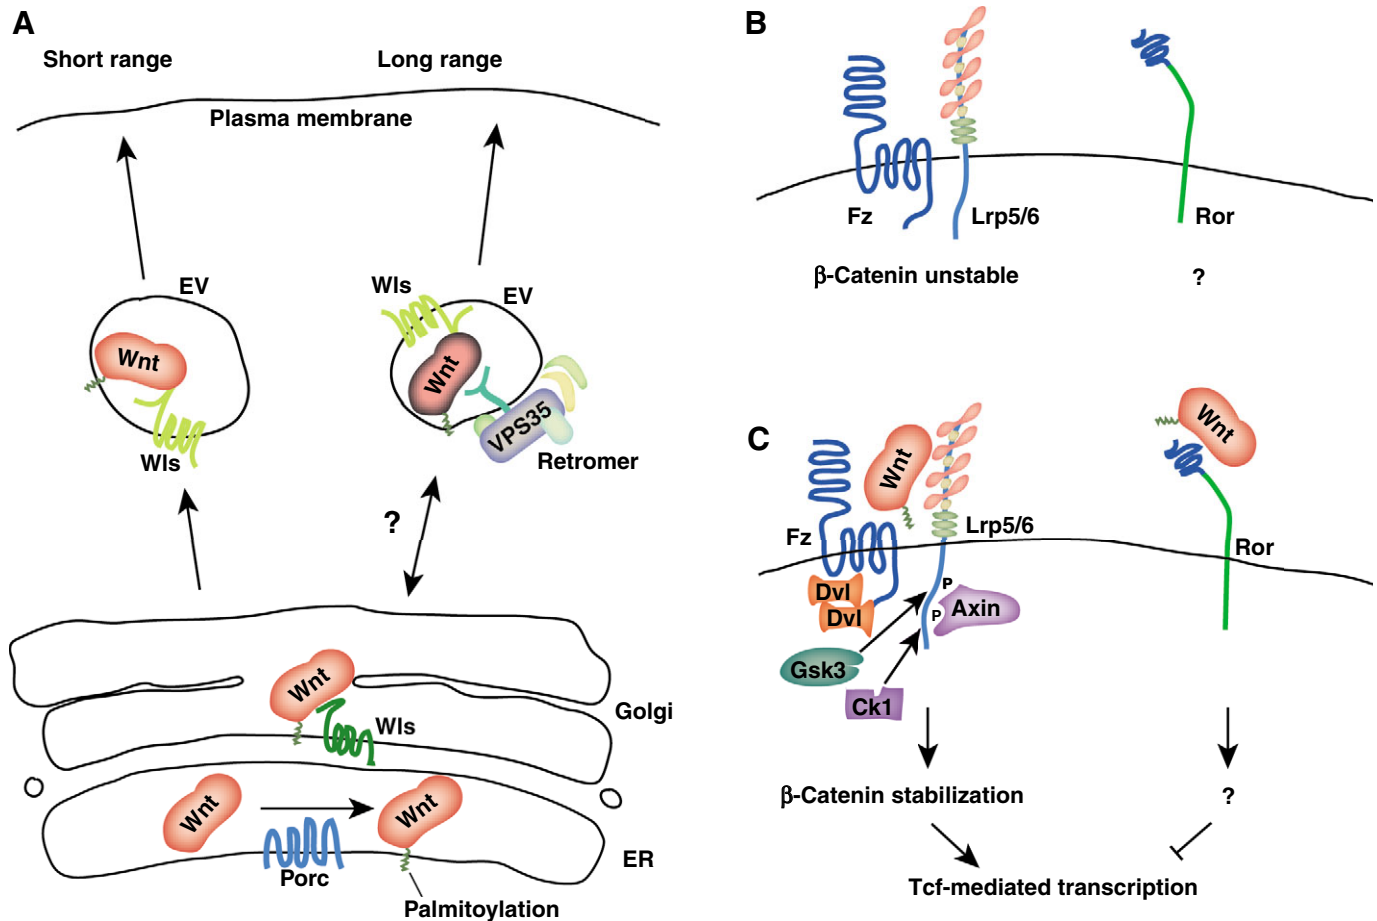 A
Short range
Long range
Plasma membrane
EV
Wnt
Wls
Wls
EV
Wnt
VPS35
Retromer
?
Wnt
Wls
Golgi
Wnt
Wnt
Porc
ER
Palmitoylation
B
Fz
Lrp5/6
Ror
β-Catenin unstable
?
C
Wnt
Wnt
Fz
Lrp5/6
Ror
Dvl
Dvl
P
P
Axin
Gsk3
Ck1
β-Catenin stabilization
?
Tcf-mediated transcription